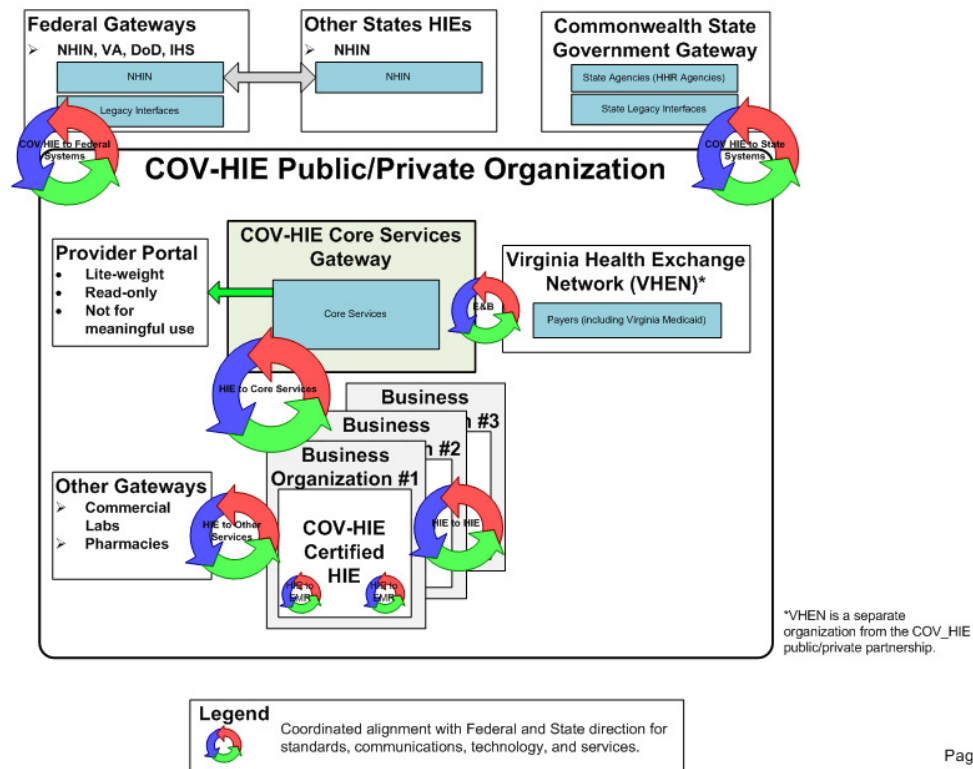 Federal Gateways
➢ NHIN, VA, DoD, IHS
NHIN
Legacy Interfaces
Other States HIEs
➢ NHIN
NHIN
Commonwealth State
Government Gateway
State Agencies (HHR Agencies)
State Legacy Interfaces
COV HIE to Federal
Systems
COV HIE to State
Systems
COV-HIE Public/Private Organization
Provider Portal
• Lite-weight
• Read-only
• Not for
meaningful use
COV-HIE Core Services
Gateway
Core Services
E&B
Virginia Health Exchange
Network (VHEN)*
Payers (including Virginia Medicaid)
HIE to Core Services
Business
n #3
Business
n #2
Business
Organization #1
COV-HIE
Certified
HIE
HIE to
EMR
HIE to
EMR
HIE to HIE
Other Gateways
➢ Commercial
Labs
➢ Pharmacies
HIE to Other
Services
*VHEN is a separate
organization from the COV_HIE
public/private partnership.
Legend
Coordinated alignment with Federal and State direction for
standards, communications, technology, and services.
Pag